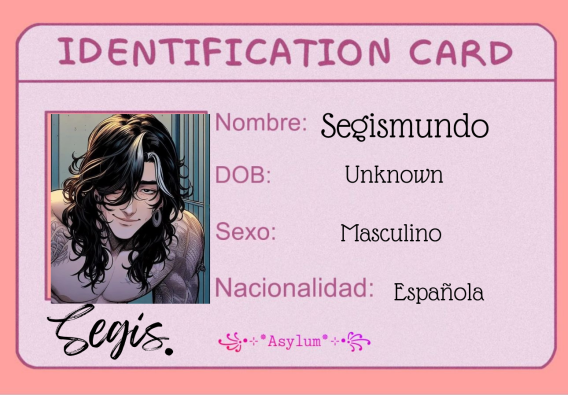 IDENTIFICATION CARD
Nombre: Segismundo
DOB: Unknown
Sexo: Masculino
Nacionalidad: Española
Segis.
꧁•⊹٭Asylum٭⊹•꧂